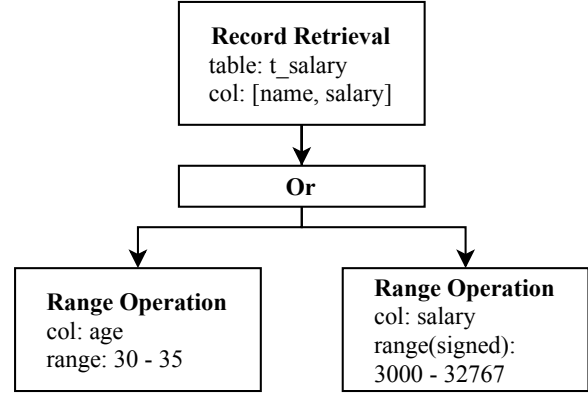 Record Retrieval
table: t_salary
col: [name, salary]
Or
Range Operation
col: age
range: 30 - 35
Range Operation
col: salary
range(signed):
3000 - 32767